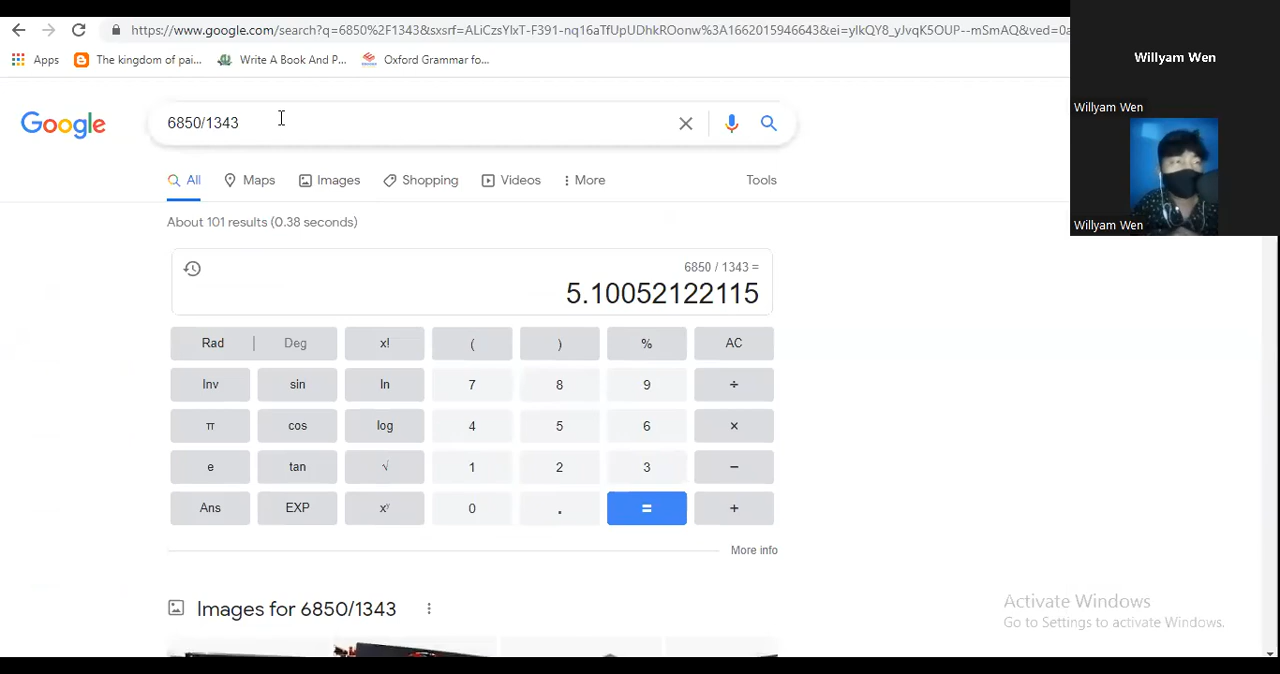 https://www.google.com/search?q=6850%2F1343&sxsrf=ALiCzsYlxT-F391-nq16aTfUpUDhkROonw%3A1662015946643&ei=ylkQY8_yJvqK5OUP--mSmAQ&ved=0a
Apps The kingdom of pai... Write A Book And P... Oxford Grammar fo...
Willyam Wen
Willyam Wen
Willyam Wen
Google 6850/1343
All Maps Images Shopping Videos More Tools
About 101 results (0.38 seconds)
6850 / 1343 =
5.10052122115
Rad | Deg x! ( ) % AC
Inv sin ln 7 8 9 ÷
π cos log 4 5 6 ×
e tan √ 1 2 3 −
Ans EXP xʸ 0 . = +
More info
Images for 6850/1343
Activate Windows
Go to Settings to activate Windows.